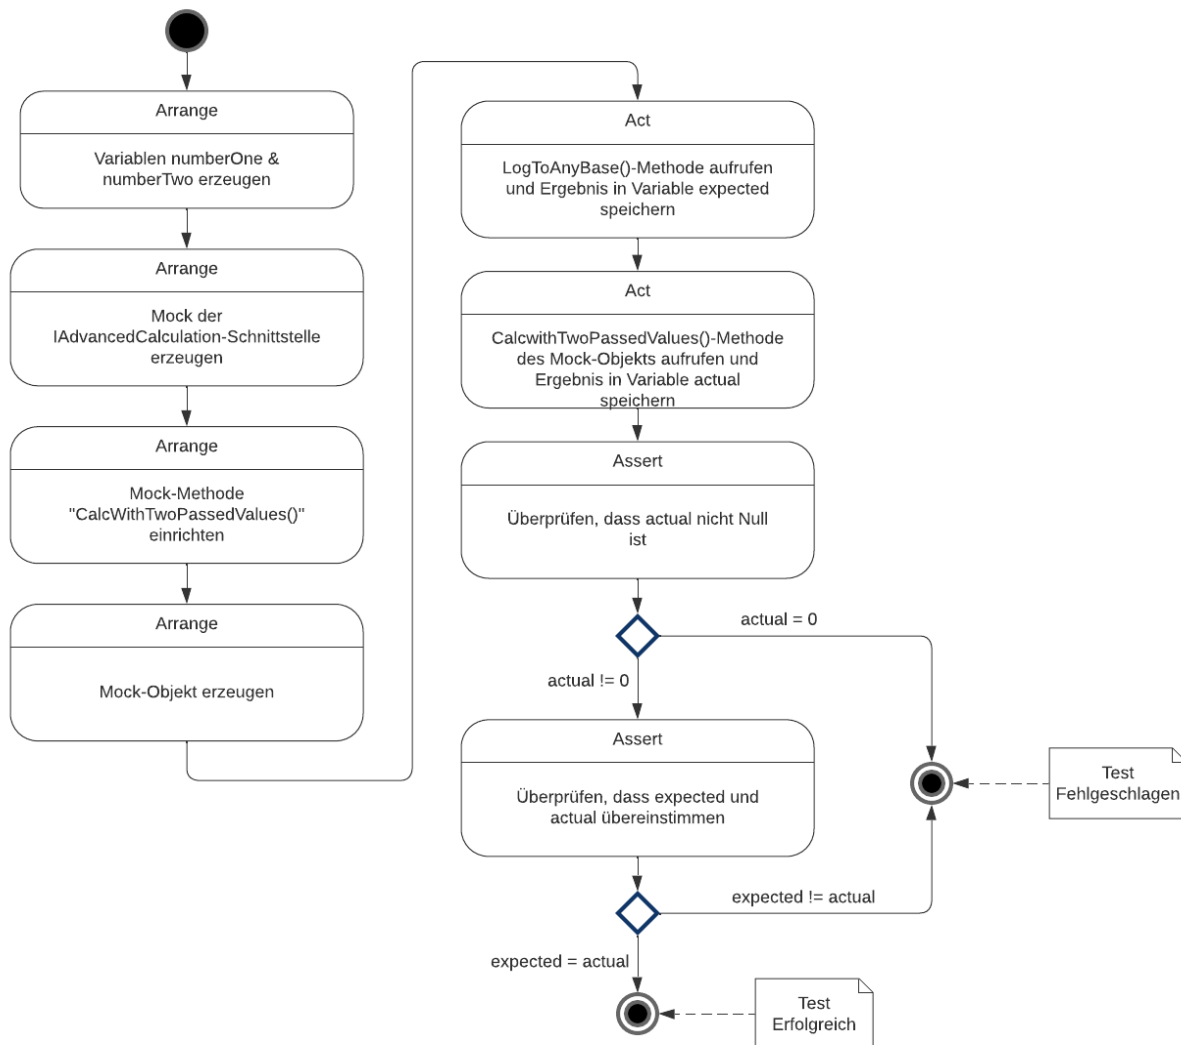 Arrange
Variablen numberOne &
numberTwo erzeugen
Arrange
Mock der
IAdvancedCalculation-Schnittstelle
erzeugen
Arrange
Mock-Methode
"CalcWithTwoPassedValues()"
einrichten
Arrange
Mock-Objekt erzeugen
Act
LogToAnyBase()-Methode aufrufen
und Ergebnis in Variable expected
speichern
Act
CalcwithTwoPassedValues()-Methode
des Mock-Objekts aufrufen und
Ergebnis in Variable actual
speichern
Assert
Überprüfen, dass actual nicht Null
ist
actual = 0
actual != 0
Assert
Überprüfen, dass expected und
actual übereinstimmen
Test
Fehlgeschlagen
expected != actual
expected = actual
Test
Erfolgreich